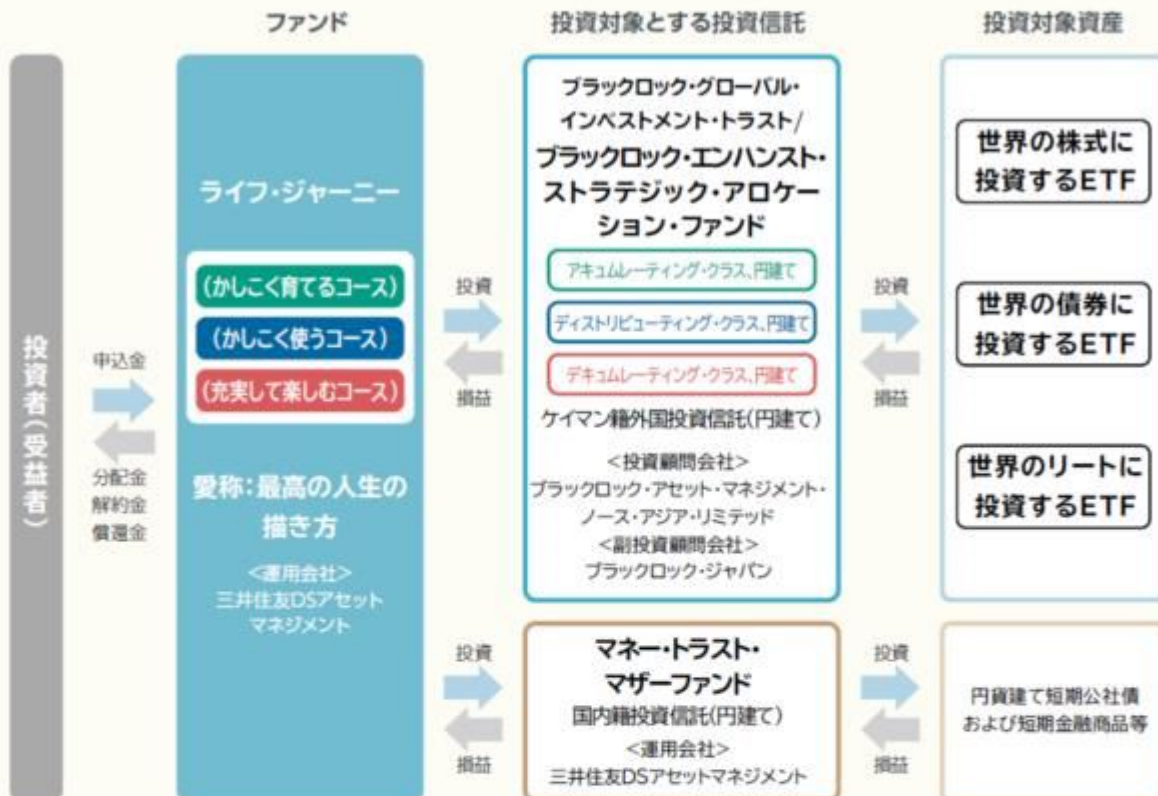 ファンド
投資対象とする投資信託
投資対象資産
投資者(受益者)
申込金
分配金
解約金
償還金
ライフ・ジャーニー
(かしこく育てるコース)
(かしこく使うコース)
(充実して楽しむコース)
愛称:最高の人生の
描き方
<運用会社>
三井住友DSアセット
マネジメント
投資
損益
ブラックロック・グローバル・
インベストメント・トラスト/
ブラックロック・エンハンスト・
ストラテジック・アロケー
ション・ファンド
アキュムレーティング・クラス、円建て
ディストリビューティング・クラス、円建て
デキュムレーティング・クラス、円建て
ケイマン籍外国投資信託(円建て)
<投資顧問会社>
ブラックロック・アセット・マネジメント・
ノース・アジア・リミテッド
<副投資顧問会社>
ブラックロック・ジャパン
投資
損益
世界の株式に
投資するETF
世界の債券に
投資するETF
世界のリートに
投資するETF
投資
損益
マネー・トラスト・
マザーファンド
国内籍投資信託(円建て)
<運用会社>
三井住友DSアセットマネジメント
投資
損益
円貨建て短期公社債
および短期金融商品等